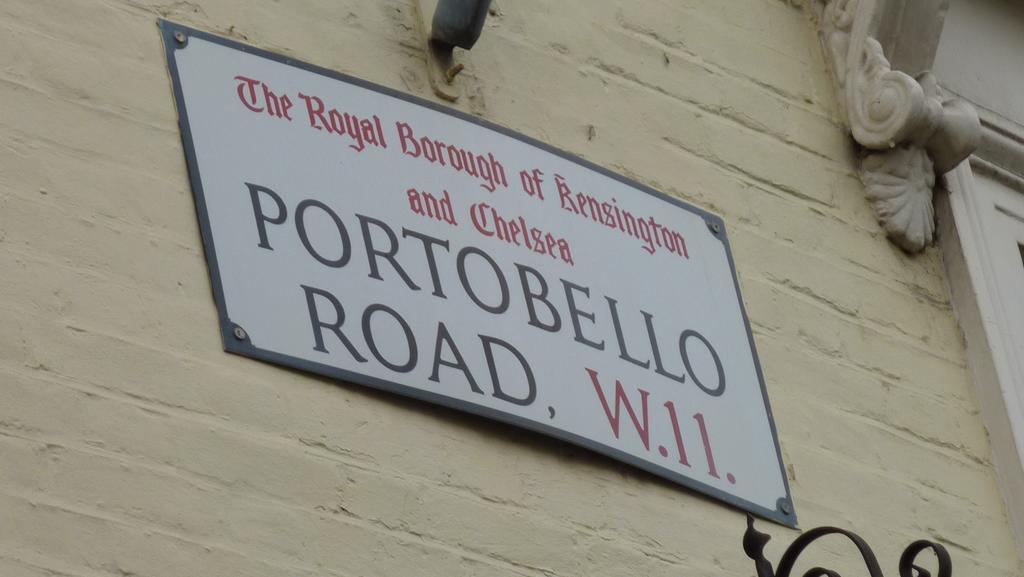 The Royal Borough of Kensington
and Chelsea
PORTOBELLO
ROAD, W.11.